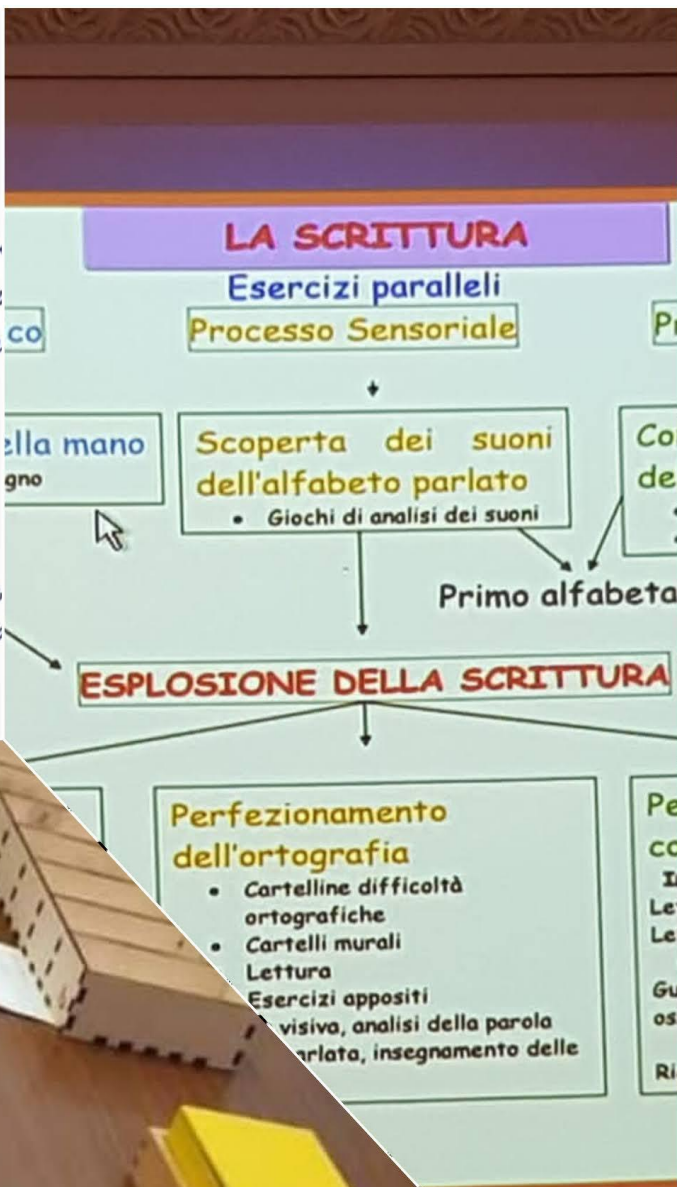 LA SCRITTURA
Esercizi paralleli
co
Processo Sensoriale
ella mano
gno
Scoperta dei suoni
dell'alfabeto parlato
• Giochi di analisi dei suoni
Co
de
Primo alfabeta
ESPLOSIONE DELLA SCRITTURA
Perfezionamento
dell'ortografia
• Cartelline difficoltà
ortografiche
• Cartelli murali
Lettura
Esercizi appositi
visiva, analisi della parola
arlata, insegnamento delle
Pe
co
Le
Le
Gu
os
Ri